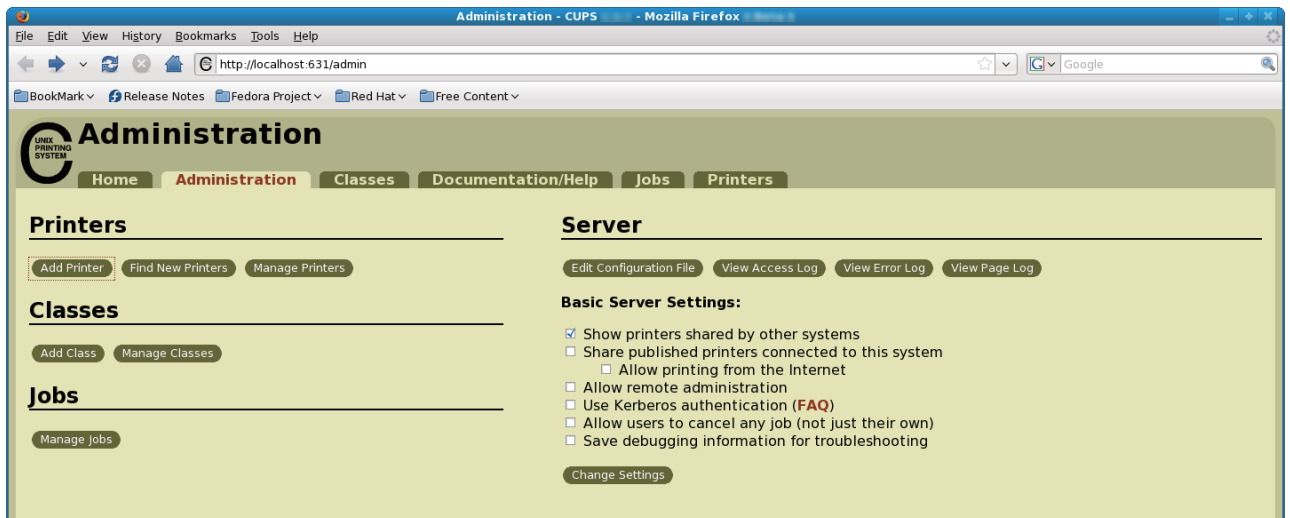 Administration - CUPS - Mozilla Firefox
File Edit View History Bookmarks Tools Help
http://localhost:631/admin
G Google
BookMark Release Notes Fedora Project Red Hat Free Content
UNIX
PRINTING
SYSTEM
Administration
Home Administration Classes Documentation/Help Jobs Printers
Printers
Add Printer Find New Printers Manage Printers
Classes
Add Class Manage Classes
Jobs
Manage Jobs
Server
Edit Configuration File View Access Log View Error Log View Page Log
Basic Server Settings:
Show printers shared by other systems
Share published printers connected to this system
Allow printing from the Internet
Allow remote administration
Use Kerberos authentication (FAQ)
Allow users to cancel any job (not just their own)
Save debugging information for troubleshooting
Change Settings